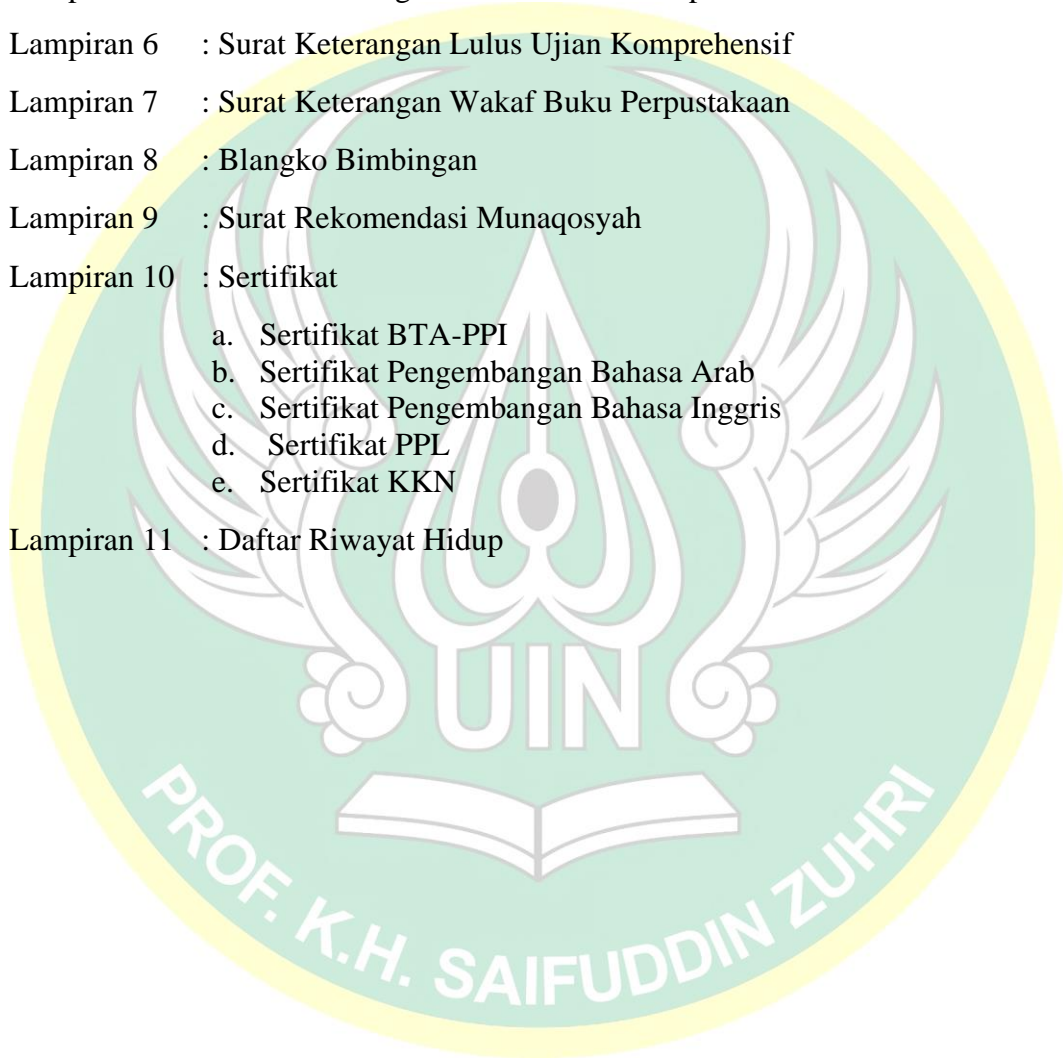 Lampiran 6 : Surat Keterangan Lulus Ujian Komprehensif
Lampiran 7 : Surat Keterangan Wakaf Buku Perpustakaan
Lampiran 8 : Blangko Bimbingan
Lampiran 9 : Surat Rekomendasi Munaqosyah
Lampiran 10 : Sertifikat
a. Sertifikat BTA-PPI
b. Sertifikat Pengembangan Bahasa Arab
c. Sertifikat Pengembangan Bahasa Inggris
d. Sertifikat PPL
e. Sertifikat KKN
Lampiran 11 : Daftar Riwayat Hidup
UIN
PROF. K.H. SAIFUDDIN ZUHRI